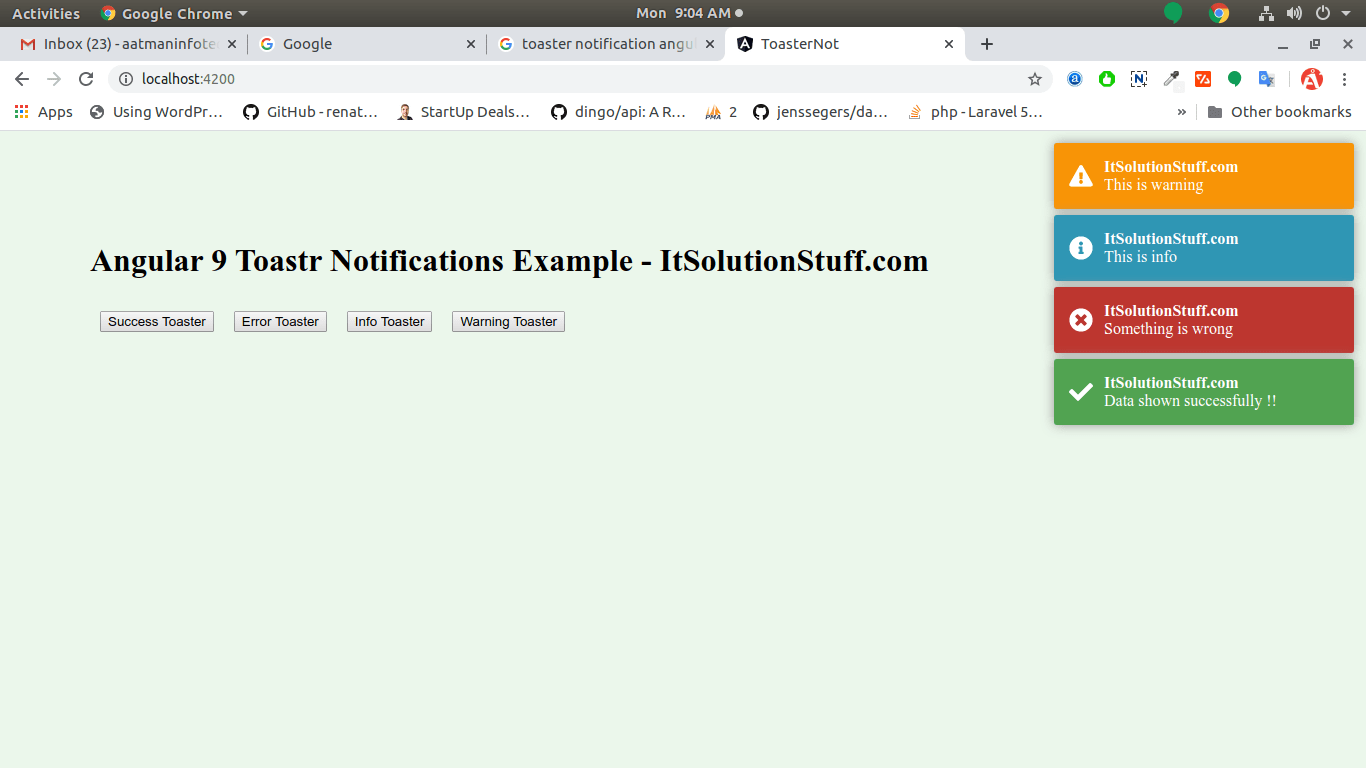 Activities Google Chrome Mon 9:04 AM
Inbox (23) - aatmaninfote Google toaster notification angu ToasterNot
localhost:4200
Apps Using WordPr… GitHub - renat… StartUp Deals… dingo/api: A R… PMA 2 jenssegers/da… php - Laravel 5… » Other bookmarks
ItSolutionStuff.com
This is warning
ItSolutionStuff.com
This is info
ItSolutionStuff.com
Something is wrong
ItSolutionStuff.com
Data shown successfully !!
Angular 9 Toastr Notifications Example - ItSolutionStuff.com
Success Toaster Error Toaster Info Toaster Warning Toaster